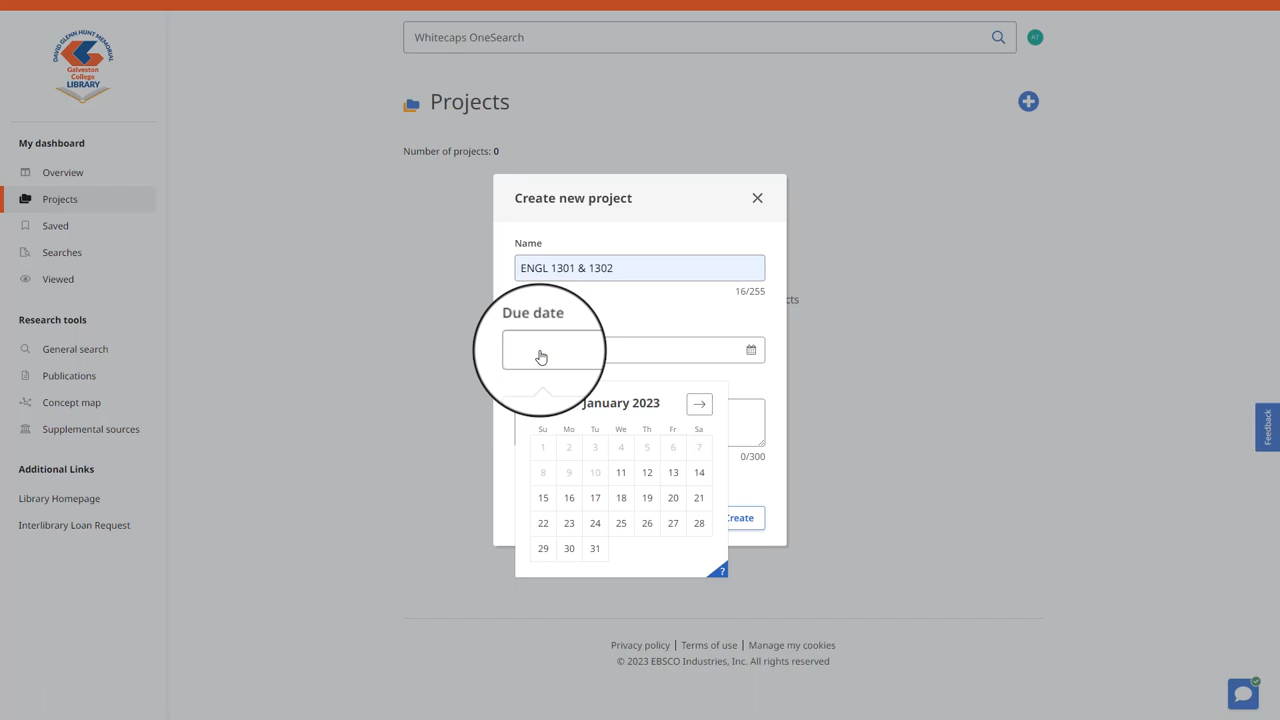 DAVID GLENN HUNT MEMORIAL
Galveston
College
LIBRARY
Whitecaps OneSearch
AT
Projects
Number of projects: 0
My dashboard
Overview
Projects
Saved
Searches
Viewed
Research tools
General search
Publications
Concept map
Supplemental sources
Additional Links
Library Homepage
Interlibrary Loan Request
Create new project
Name
ENGL 1301 & 1302
16/255
cts
Due date
January 2023
Su Mo Tu We Th Fr Sa
1 2 3 4 5 6 7
8 9 10 11 12 13 14
15 16 17 18 19 20 21
22 23 24 25 26 27 28
29 30 31
?
0/300
Create
Feedback
Privacy policy | Terms of use | Manage my cookies
© 2023 EBSCO Industries, Inc. All rights reserved